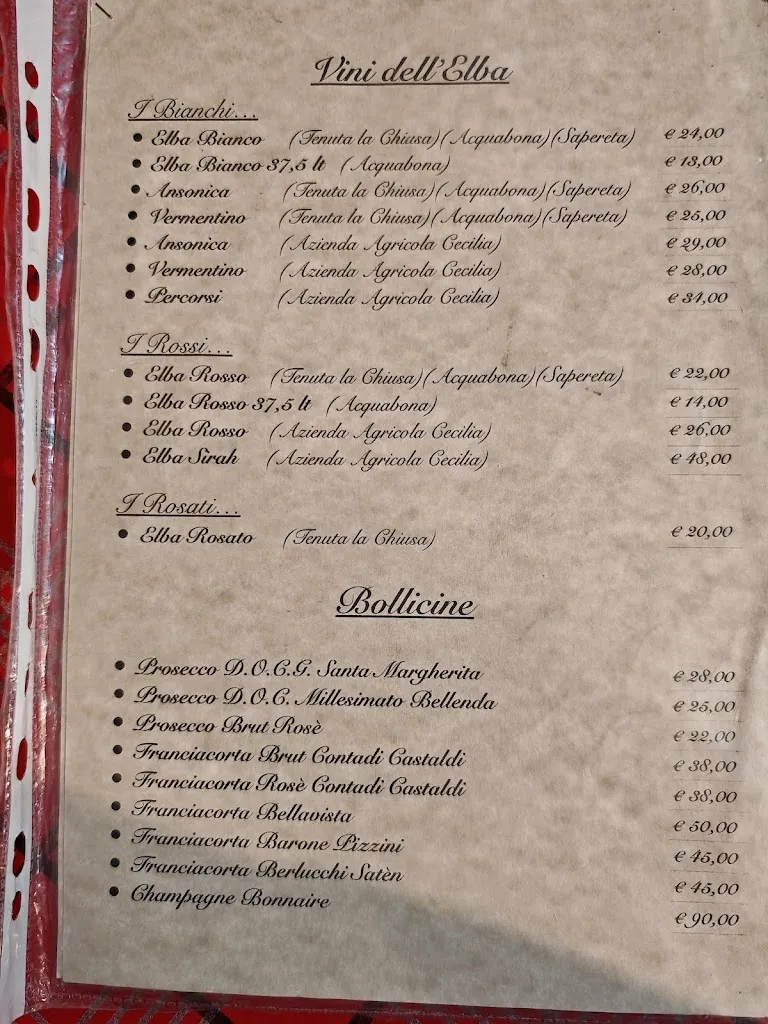 Vini dell'Elba
I Bianchi...
• Elba Bianco (Tenuta la Chiusa)(Acquabona)(Sapereta) € 24,00
• Elba Bianco 37,5 lt (Acquabona) € 13,00
• Ansonica (Tenuta la Chiusa)(Acquabona)(Sapereta) € 26,00
• Vermentino (Tenuta la Chiusa)(Acquabona)(Sapereta) € 25,00
• Ansonica (Azienda Agricola Cecilia) € 29,00
• Vermentino (Azienda Agricola Cecilia) € 28,00
• Percorsi (Azienda Agricola Cecilia) € 34,00
I Rossi...
• Elba Rosso (Tenuta la Chiusa)(Acquabona)(Sapereta) € 22,00
• Elba Rosso 37,5 lt (Acquabona) € 14,00
• Elba Rosso (Azienda Agricola Cecilia) € 26,00
• Elba Sirah (Azienda Agricola Cecilia) € 48,00
I Rosati...
• Elba Rosato (Tenuta la Chiusa) € 20,00
Bollicine
• Prosecco D.O.C.G. Santa Margherita € 28,00
• Prosecco D.O.C. Millesimato Bellenda € 25,00
• Prosecco Brut Rosè € 22,00
• Franciacorta Brut Contadi Castaldi € 38,00
• Franciacorta Rosè Contadi Castaldi € 38,00
• Franciacorta Bellavista € 50,00
• Franciacorta Barone Pizzini € 45,00
• Franciacorta Berlucchi Satèn € 45,00
• Champagne Bonnaire € 90,00